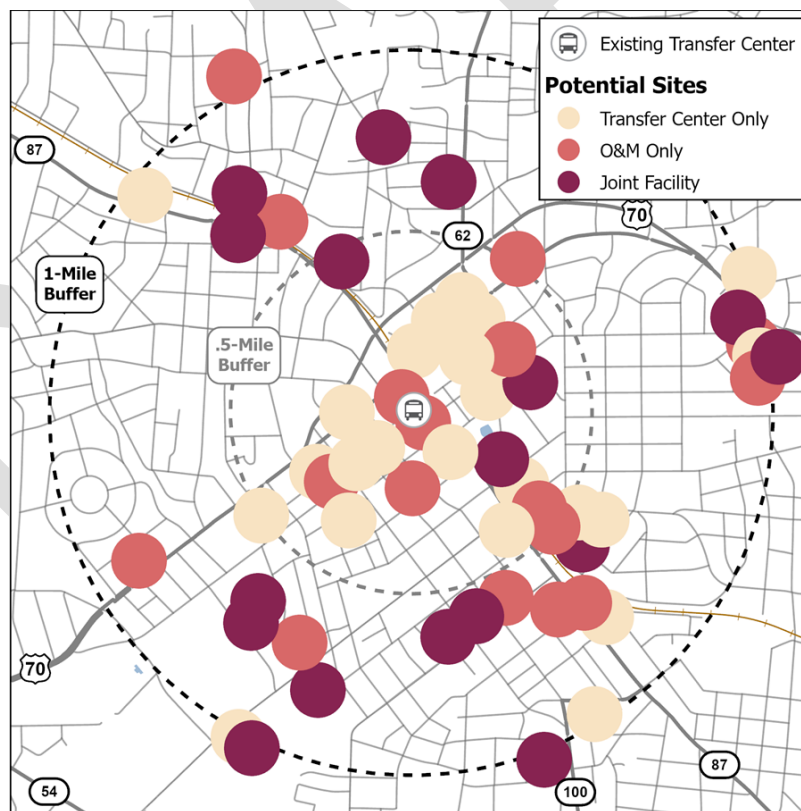 Existing Transfer Center
Potential Sites
Transfer Center Only
O&M Only
Joint Facility
87
70
62
1-Mile
Buffer
.5-Mile
Buffer
70
87
54
100